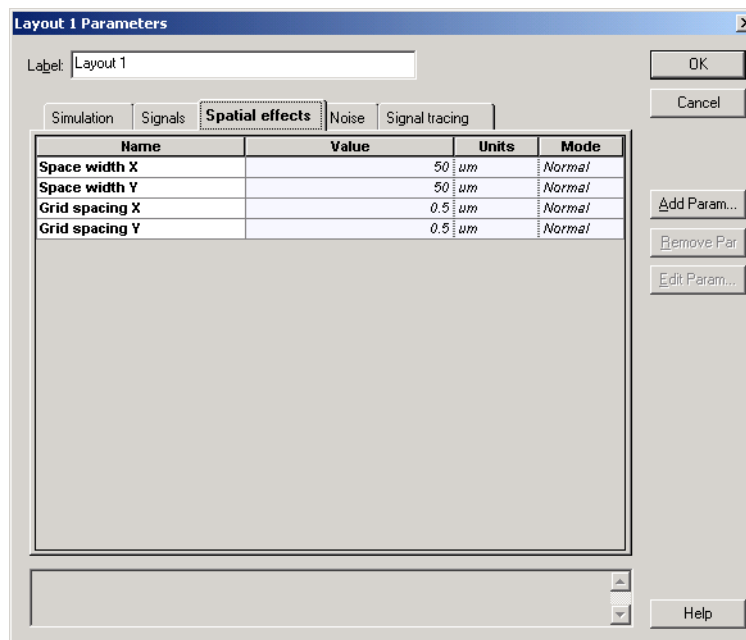 Layout 1 Parameters
Label: Layout 1
OK
Cancel
Simulation Signals Spatial effects Noise Signal tracing
Name Value Units Mode
Space width X 50 um Normal
Space width Y 50 um Normal
Grid spacing X 0.5 um Normal
Grid spacing Y 0.5 um Normal
Add Param...
Remove Par
Edit Param...
Help